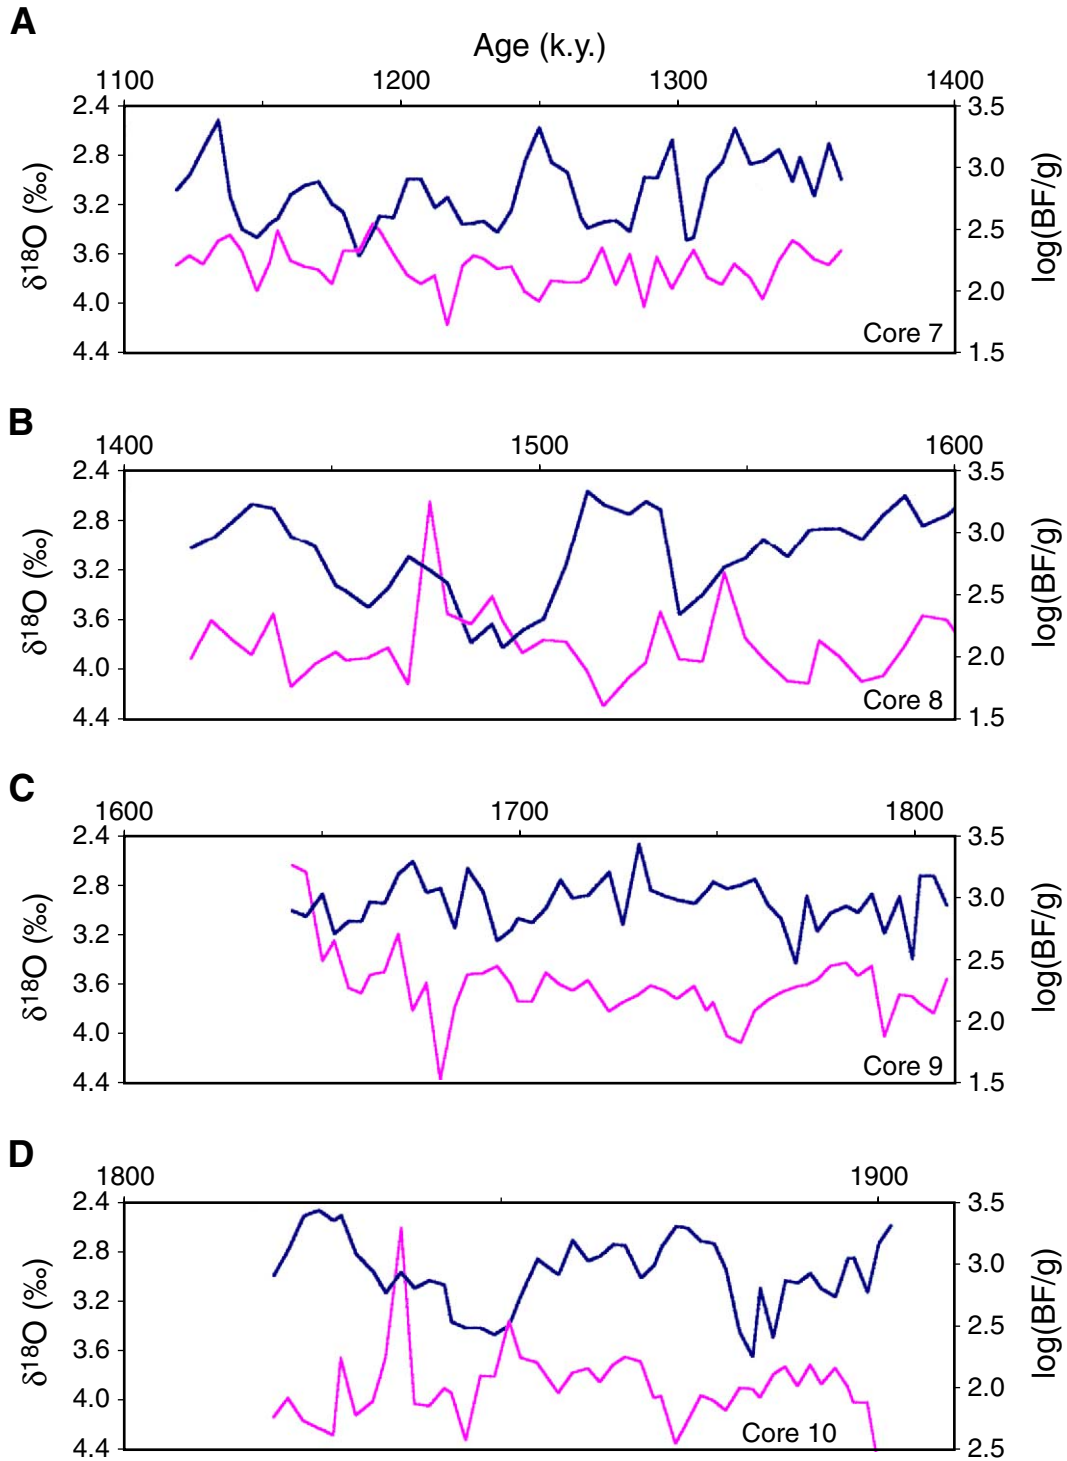 A
Age (k.y.)
1100 1200 1300 1400
2.4 3.5
2.8 3.0
3.2 2.5
3.6 2.0
4.0 1.5
4.4
δ18O (‰)
log(BF/g)
Core 7
B
1400 1500 1600
2.4 3.5
2.8 3.0
3.2 2.5
3.6 2.0
4.0 1.5
4.4
δ18O (‰)
log(BF/g)
Core 8
C
1600 1700 1800
2.4 3.5
2.8 3.0
3.2 2.5
3.6 2.0
4.0 1.5
4.4
δ18O (‰)
log(BF/g)
Core 9
D
1800 1900
2.4 3.5
2.8 3.0
3.2 2.5
3.6 2.0
4.0 2.5
4.4
δ18O (‰)
log(BF/g)
Core 10